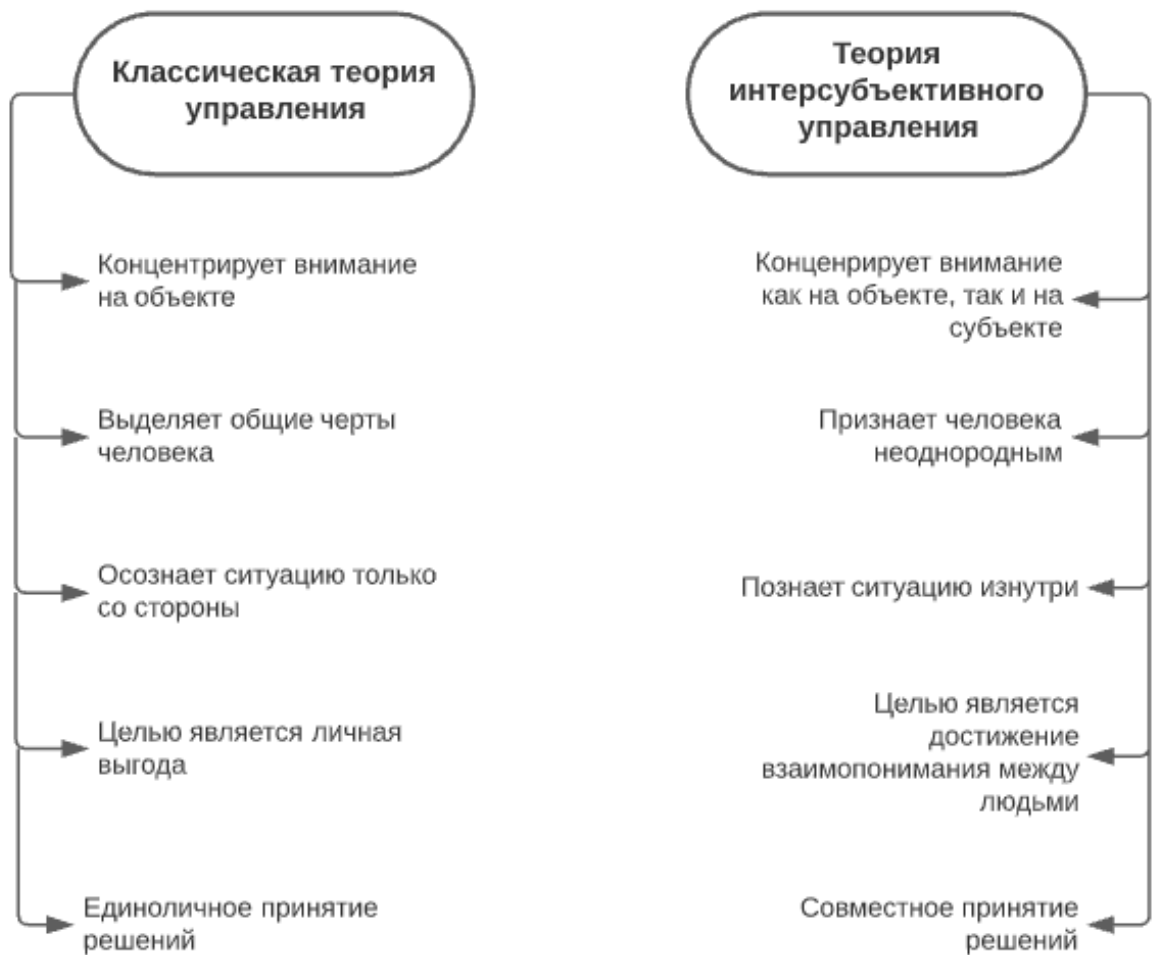 Классическая теория
управления
Концентрирует внимание
на объекте
Выделяет общие черты
человека
Осознает ситуацию только
со стороны
Целью является личная
выгода
Единоличное принятие
решений
Теория
интерсубъективного
управления
Конценрирует внимание
как на объекте, так и на
субъекте
Признает человека
неоднородным
Познает ситуацию изнутри
Целью является
достижение
взаимопонимания между
людьми
Совместное принятие
решений